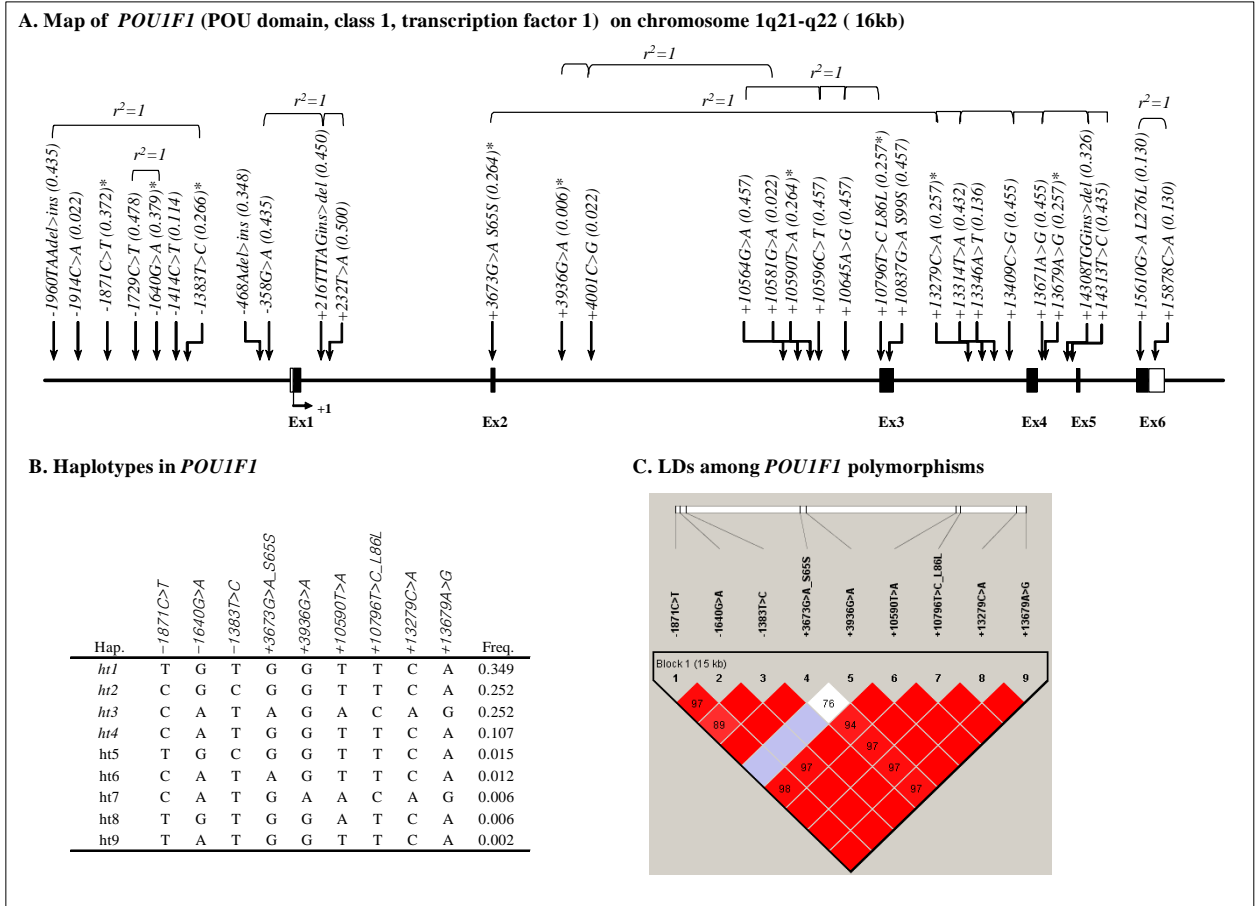 A. Map of POU1F1 (POU domain, class 1, transcription factor 1) on chromosome 1q21-q22 ( 16kb)
r²=1
r²=1
r²=1
r²=1
r²=1
r²=1
r²=1
r²=1
-1960TAAdel>ins (0.435)
-1914C>A (0.022)
-1871C>T (0.372)*
-1729C>T (0.478)
-1640G>A (0.379)*
-1414C>T (0.114)
-1383T>C (0.266)*
-468Adel>ins (0.348)
-358G>A (0.435)
+216TTTAGins>del (0.450)
+232T>A (0.500)
+3673G>A S65S (0.264)*
+3936G>A (0.006)*
+4001C>G (0.022)
+10564G>A (0.457)
+10581G>A (0.022)
+10590T>A (0.264)*
+10596C>T (0.457)
+10645A>G (0.457)
+10796T>C L86L (0.257*)
+10837G>A S99S (0.457)
+13279C>A (0.257)*
+13314T>A (0.432)
+13346A>T (0.136)
+13409C>G (0.455)
+13671A>G (0.455)
+13679A>G (0.257)*
+14308TGGins>del (0.326)
+14313T>C (0.435)
+15610G>A L276L (0.130)
+15878C>A (0.130)
+1
Ex1 Ex2 Ex3 Ex4 Ex5 Ex6
B. Haplotypes in POU1F1
Hap. -1871C>T -1640G>A -1383T>C +3673G>A_S65S +3936G>A +10590T>A +10796T>C_L86L +13279C>A +13679A>G Freq.
ht1 T G T G G T T C A 0.349
ht2 C G C G G T T C A 0.252
ht3 C A T A G A C A G 0.252
ht4 C A T G G T T C A 0.107
ht5 T G C G G T T C A 0.015
ht6 C A T A G T T C A 0.012
ht7 C A T G A A C A G 0.006
ht8 T G T G G A T C A 0.006
ht9 T A T G G T T C A 0.002
C. LDs among POU1F1 polymorphisms
-1871C>T
-1640G>A
-1383T>C
+3673G>A_S65S
+3936G>A
+10590T>A
+10796T>C_L86L
+13279C>A
+13679A>G
Block 1 (15 kb)
1 2 3 4 5 6 7 8 9
97 76
89 94
97
97 97
98 97